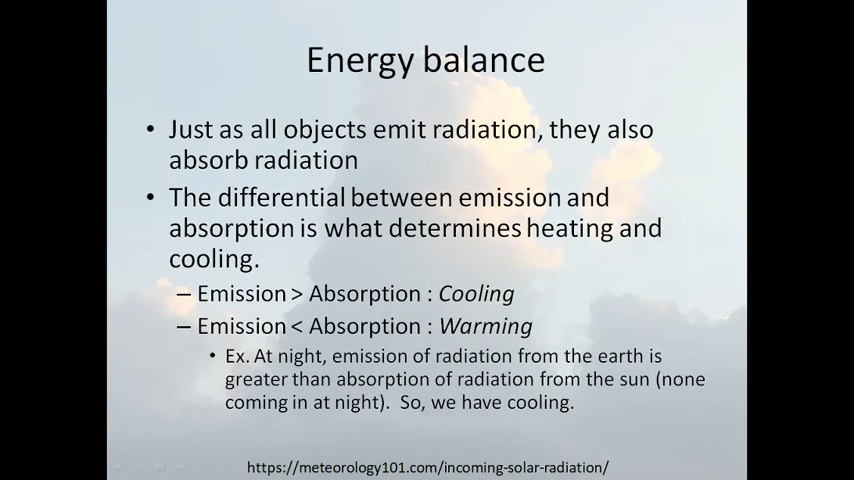 Energy balance
• Just as all objects emit radiation, they also
absorb radiation
• The differential between emission and
absorption is what determines heating and
cooling.
– Emission > Absorption : Cooling
– Emission < Absorption : Warming
• Ex. At night, emission of radiation from the earth is
greater than absorption of radiation from the sun (none
coming in at night).  So, we have cooling.
https://meteorology101.com/incoming-solar-radiation/